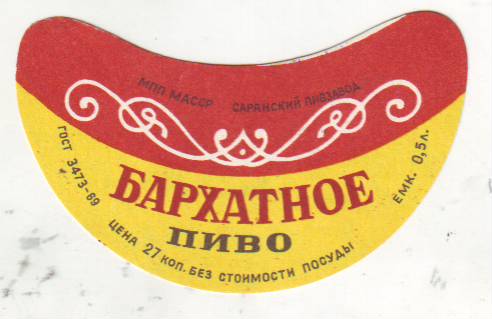 МПП МАССР САРАНСКИЙ ПИВЗАВОД
ГОСТ 3473-69
БАРХАТНОЕ
ПИВО
ЕМК. 0,5Л.
ЦЕНА 27 КОП. БЕЗ СТОИМОСТИ ПОСУДЫ